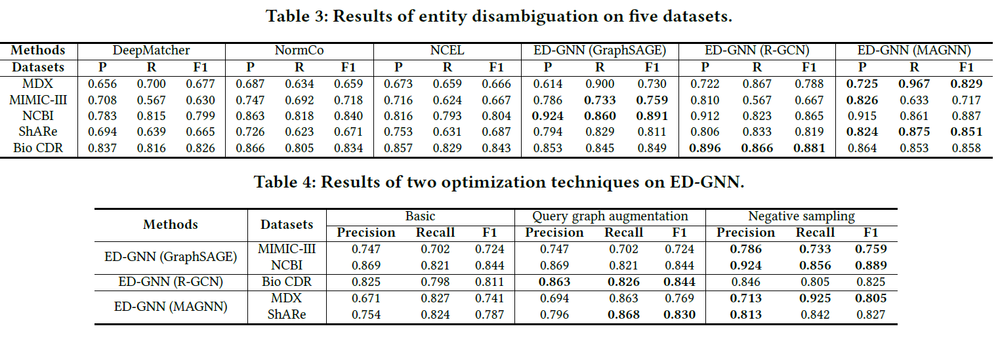 Table 3: Results of entity disambiguation on five datasets.
Methods DeepMatcher NormCo NCEL ED-GNN (GraphSAGE) ED-GNN (R-GCN) ED-GNN (MAGNN)
Datasets P R F1 P R F1 P R F1 P R F1 P R F1 P R F1
MDX 0.656 0.700 0.677 0.687 0.634 0.659 0.673 0.659 0.666 0.614 0.900 0.730 0.722 0.867 0.788 0.725 0.967 0.829
MIMIC-III 0.708 0.567 0.630 0.747 0.692 0.718 0.716 0.624 0.667 0.786 0.733 0.759 0.810 0.567 0.667 0.826 0.633 0.717
NCBI 0.783 0.815 0.799 0.863 0.818 0.840 0.816 0.793 0.804 0.924 0.860 0.891 0.912 0.823 0.865 0.915 0.861 0.887
ShARe 0.694 0.639 0.665 0.726 0.623 0.671 0.753 0.631 0.687 0.794 0.829 0.811 0.806 0.833 0.819 0.824 0.875 0.851
Bio CDR 0.837 0.816 0.826 0.866 0.805 0.834 0.857 0.829 0.843 0.853 0.845 0.849 0.896 0.866 0.881 0.864 0.853 0.858
Table 4: Results of two optimization techniques on ED-GNN.
Methods Datasets Basic Query graph augmentation Negative sampling
Precision Recall F1 Precision Recall F1 Precision Recall F1
ED-GNN (GraphSAGE) MIMIC-III 0.747 0.702 0.724 0.747 0.702 0.724 0.786 0.733 0.759
NCBI 0.869 0.821 0.844 0.869 0.821 0.844 0.924 0.856 0.889
ED-GNN (R-GCN) Bio CDR 0.825 0.798 0.811 0.863 0.826 0.844 0.846 0.805 0.825
ED-GNN (MAGNN) MDX 0.671 0.827 0.741 0.694 0.863 0.769 0.713 0.925 0.805
ShARe 0.754 0.824 0.787 0.796 0.868 0.830 0.813 0.842 0.827